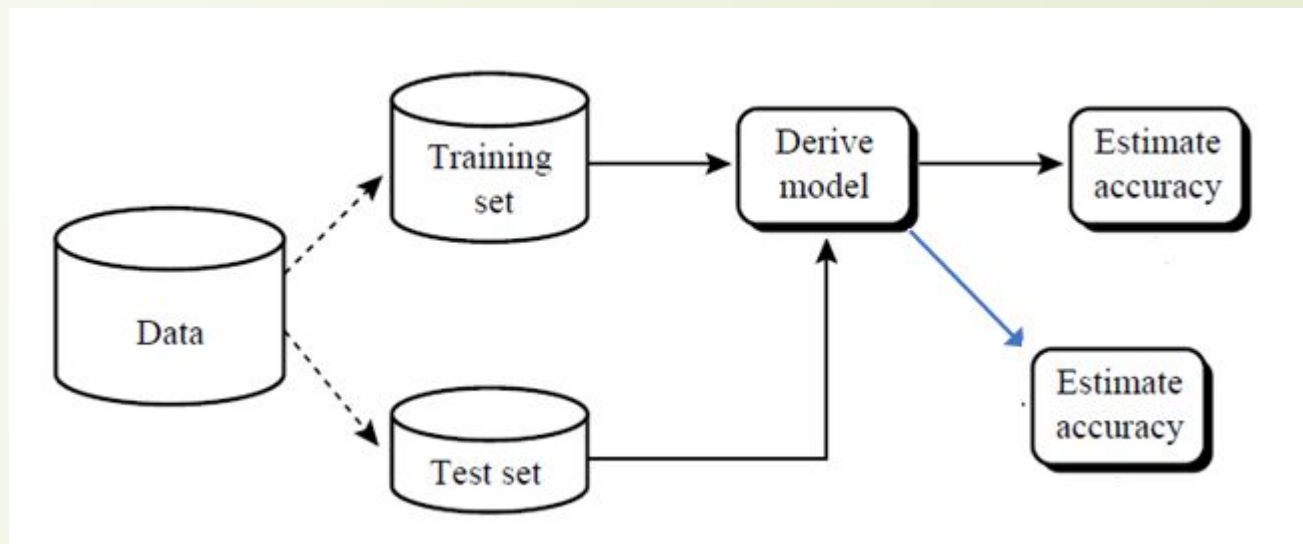 Data
Training
set
Test set
Derive
model
Estimate
accuracy
Estimate
accuracy